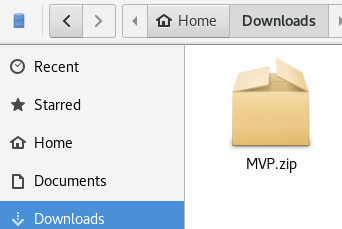 Home Downloads
Recent
Starred
Home
Documents
Downloads
MVP.zip